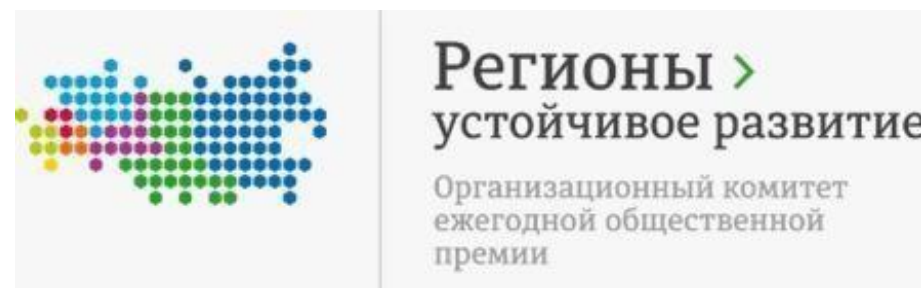 Регионы >
устойчивое развитие
Организационный комитет
ежегодной общественной
премии